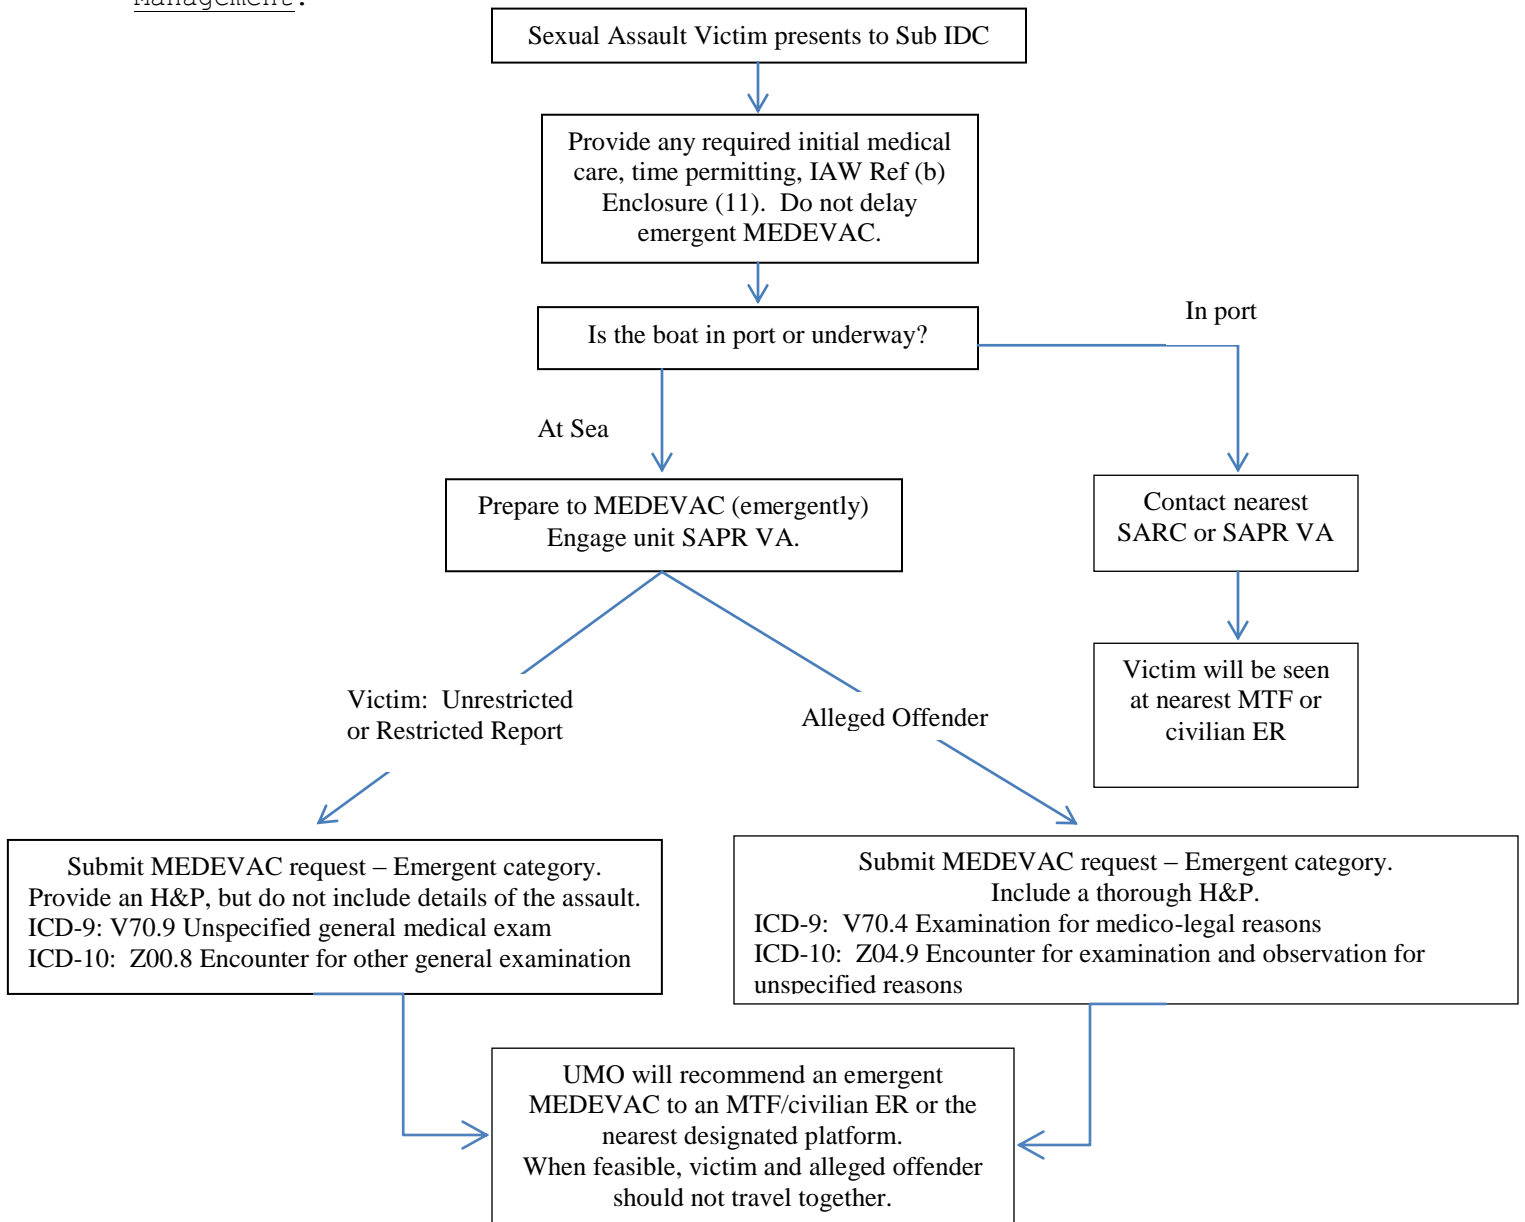 Management:
Sexual Assault Victim presents to Sub IDC
Provide any required initial medical
care, time permitting, IAW Ref (b)
Enclosure (11).  Do not delay
emergent MEDEVAC.
Is the boat in port or underway?
In port
At Sea
Prepare to MEDEVAC (emergently)
Engage unit SAPR VA.
Contact nearest
SARC or SAPR VA
Victim will be seen
at nearest MTF or
civilian ER
Victim:  Unrestricted
or Restricted Report
Alleged Offender
Submit MEDEVAC request – Emergent category.
Provide an H&P, but do not include details of the assault.
ICD-9: V70.9 Unspecified general medical exam
ICD-10:  Z00.8 Encounter for other general examination
Submit MEDEVAC request – Emergent category.
Include a thorough H&P.
ICD-9:  V70.4 Examination for medico-legal reasons
ICD-10:  Z04.9 Encounter for examination and observation for
unspecified reasons
UMO will recommend an emergent
MEDEVAC to an MTF/civilian ER or the
nearest designated platform.
When feasible, victim and alleged offender
should not travel together.